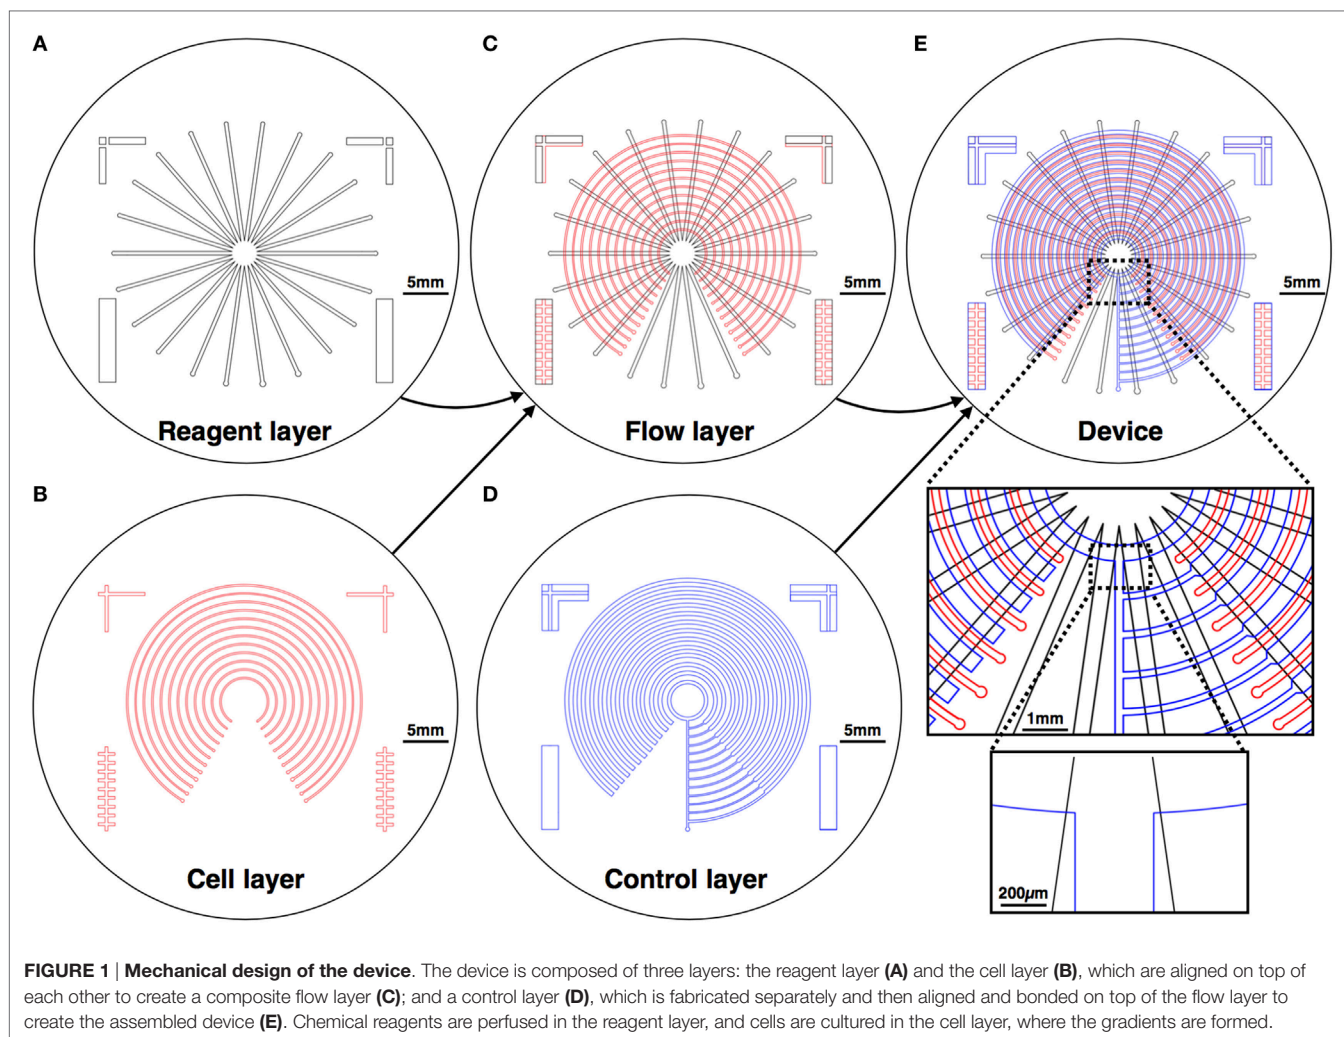 A
C
E
5mm
5mm
5mm
Reagent layer
Flow layer
Device
B
D
5mm
5mm
1mm
Cell layer
Control layer
200µm
FIGURE 1 | Mechanical design of the device. The device is composed of three layers: the reagent layer (A) and the cell layer (B), which are aligned on top of
each other to create a composite flow layer (C); and a control layer (D), which is fabricated separately and then aligned and bonded on top of the flow layer to
create the assembled device (E). Chemical reagents are perfused in the reagent layer, and cells are cultured in the cell layer, where the gradients are formed.